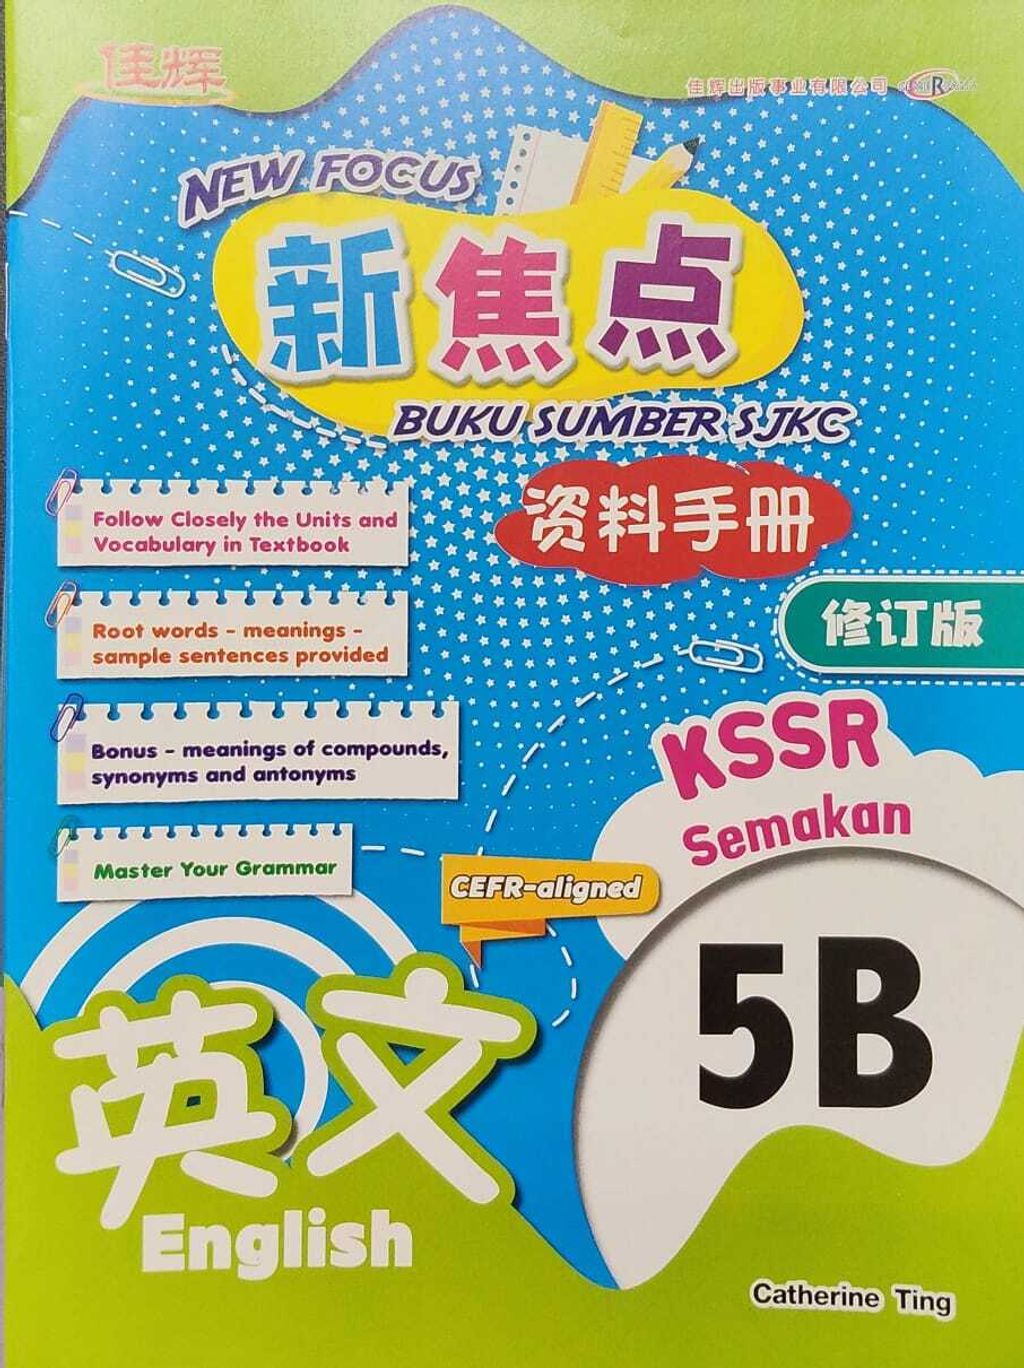 佳辉
佳辉出版事业有限公司
NEW FOCUS
新焦点
BUKU SUMBER SJKC
资料手册
Follow Closely the Units and
Vocabulary in Textbook
修订版
Root words - meanings -
sample sentences provided
KSSR
Semakan
Bonus - meanings of compounds,
synonyms and antonyms
Master Your Grammar
CEFR-aligned
5B
英文
English
Catherine Ting